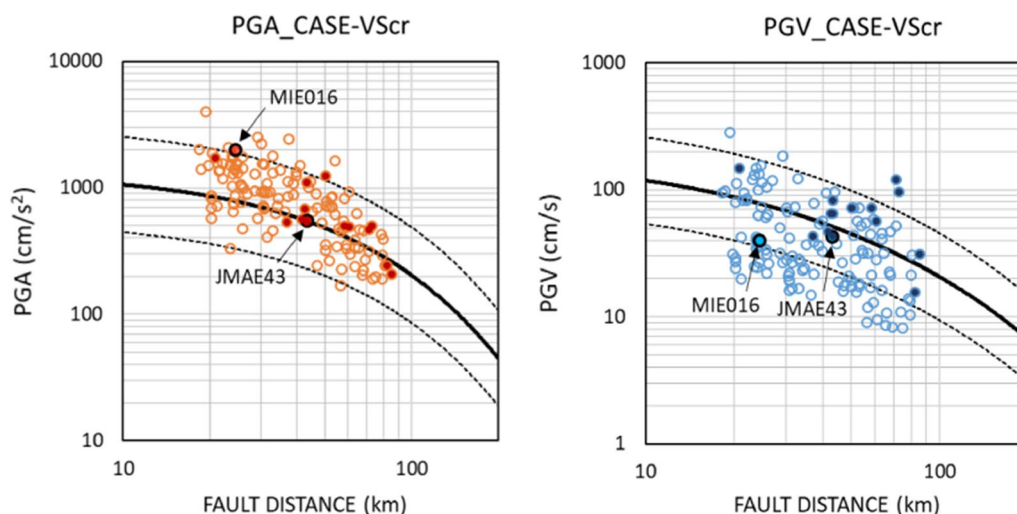 PGA_CASE-VScr
10000
1000
100
10
PGA (cm/s²)
MIE016
JMAE43
10
100
FAULT DISTANCE (km)
PGV_CASE-VScr
1000
100
10
1
PGV (cm/s)
MIE016
JMAE43
10
100
FAULT DISTANCE (km)